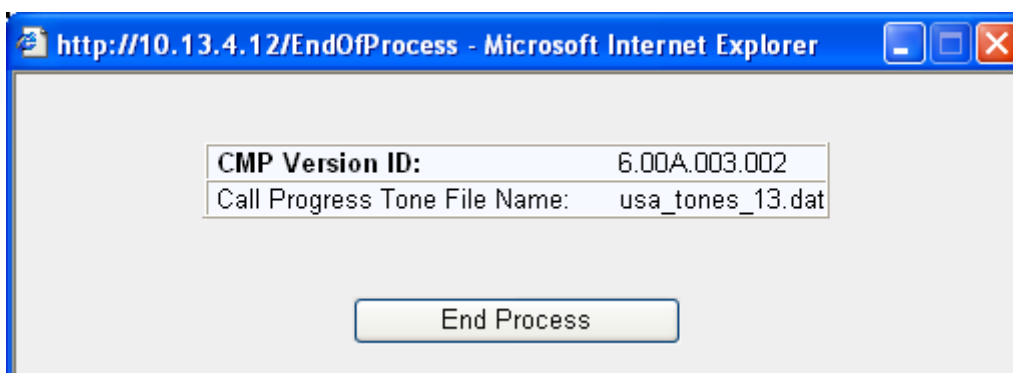 http://10.13.4.12/EndOfProcess - Microsoft Internet Explorer
CMP Version ID: 6.00A.003.002
Call Progress Tone File Name: usa_tones_13.dat
End Process